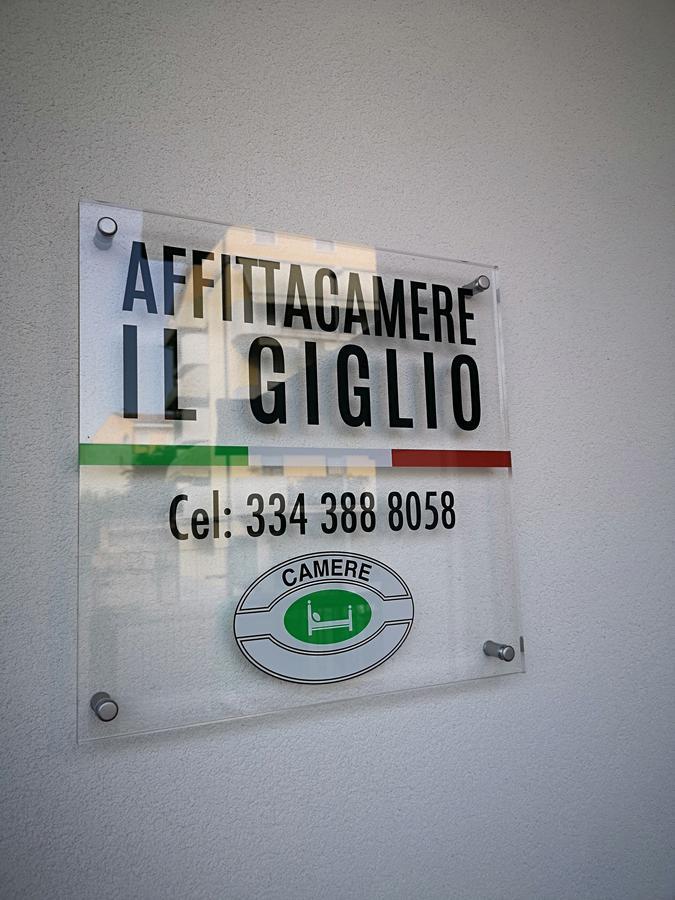 AFFITTACAMERE
IL GIGLIO
Cel: 334 388 8058
CAMERE